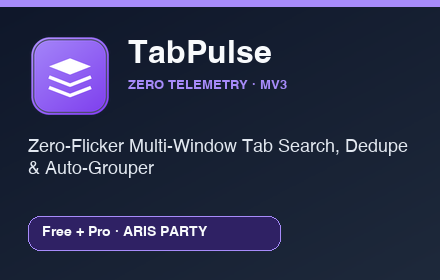 TabPulse
ZERO TELEMETRY · MV3
Zero-Flicker Multi-Window Tab Search, Dedupe
& Auto-Grouper
Free + Pro · ARIS PARTY